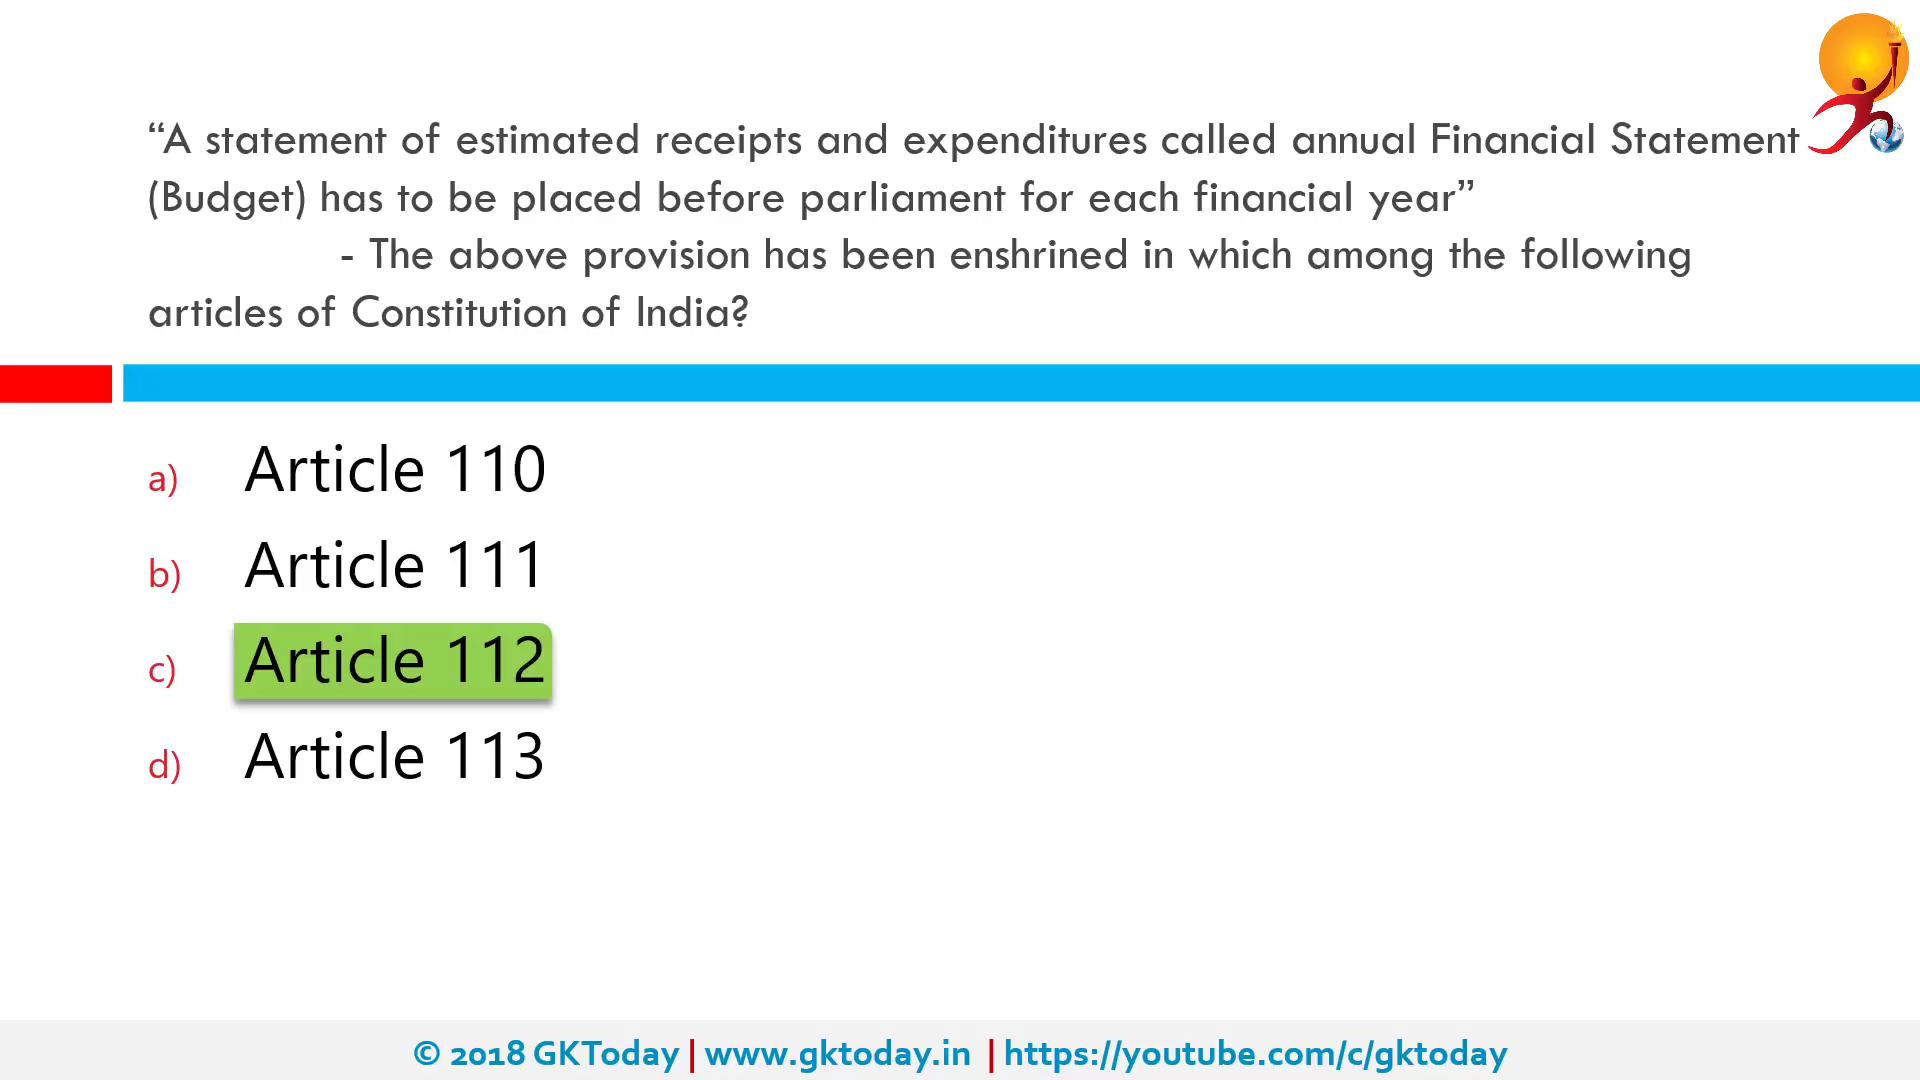 “A statement of estimated receipts and expenditures called annual Financial Statement
(Budget) has to be placed before parliament for each financial year”
- The above provision has been enshrined in which among the following
articles of Constitution of India?
a) Article 110
b) Article 111
c) Article 112
d) Article 113
© 2018 GKToday | www.gktoday.in | https://youtube.com/c/gktoday